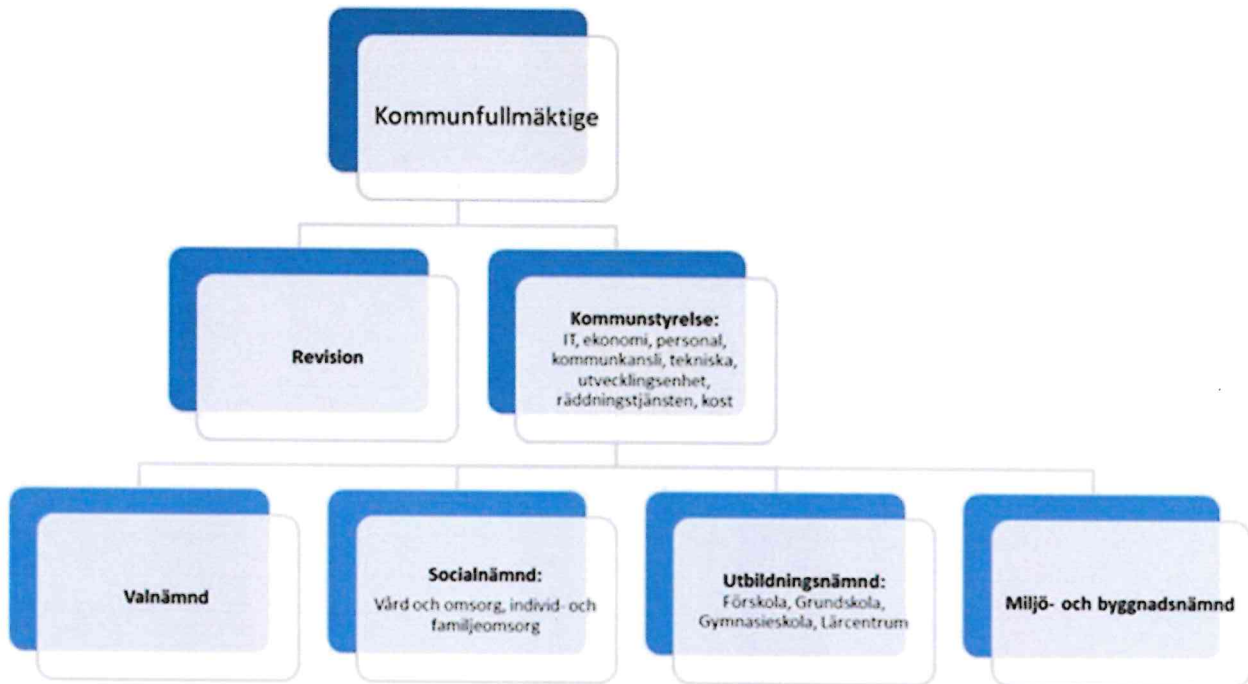 Kommunfullmäktige
Revision
Kommunstyrelse:
IT, ekonomi, personal,
kommunkansli, tekniska,
utvecklingsenhet,
räddningstjänsten, kost
Valnämnd
Socialnämnd:
Vård och omsorg, individ- och
familjeomsorg
Utbildningsnämnd:
Förskola, Grundskola,
Gymnasieskola, Lärcentrum
Miljö- och byggnadsnämnd